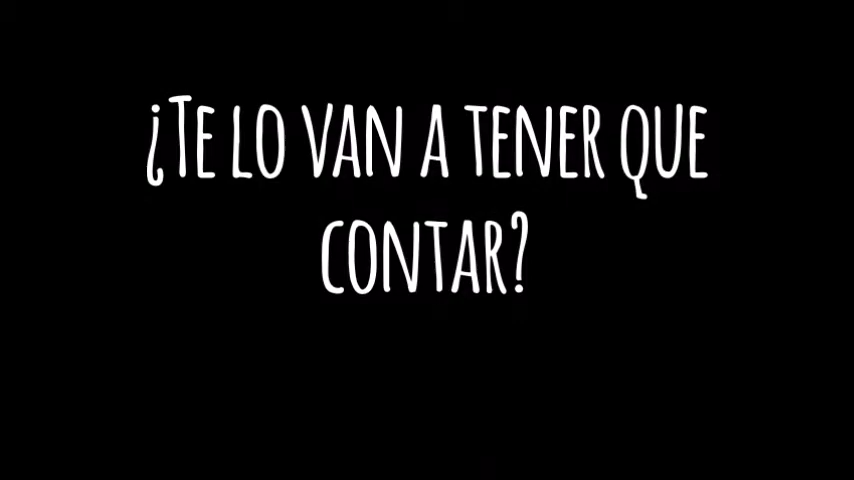 ¿TE LO VAN A TENER QUE
CONTAR?